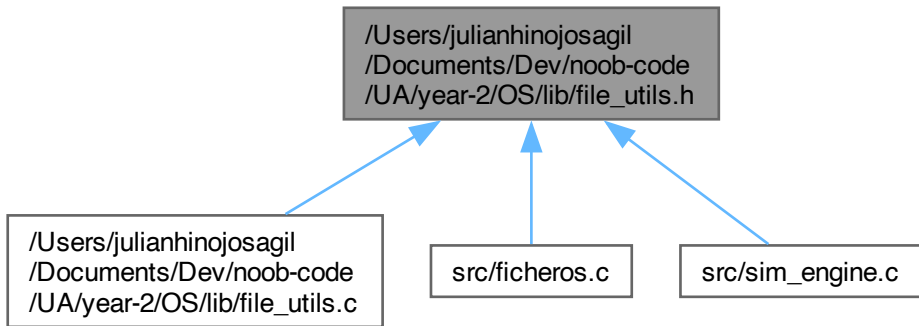 /Users/julianhinojosagil
/Documents/Dev/noob-code
/UA/year-2/OS/lib/file_utils.h
/Users/julianhinojosagil
/Documents/Dev/noob-code
/UA/year-2/OS/lib/file_utils.c
src/ficheros.c
src/sim_engine.c